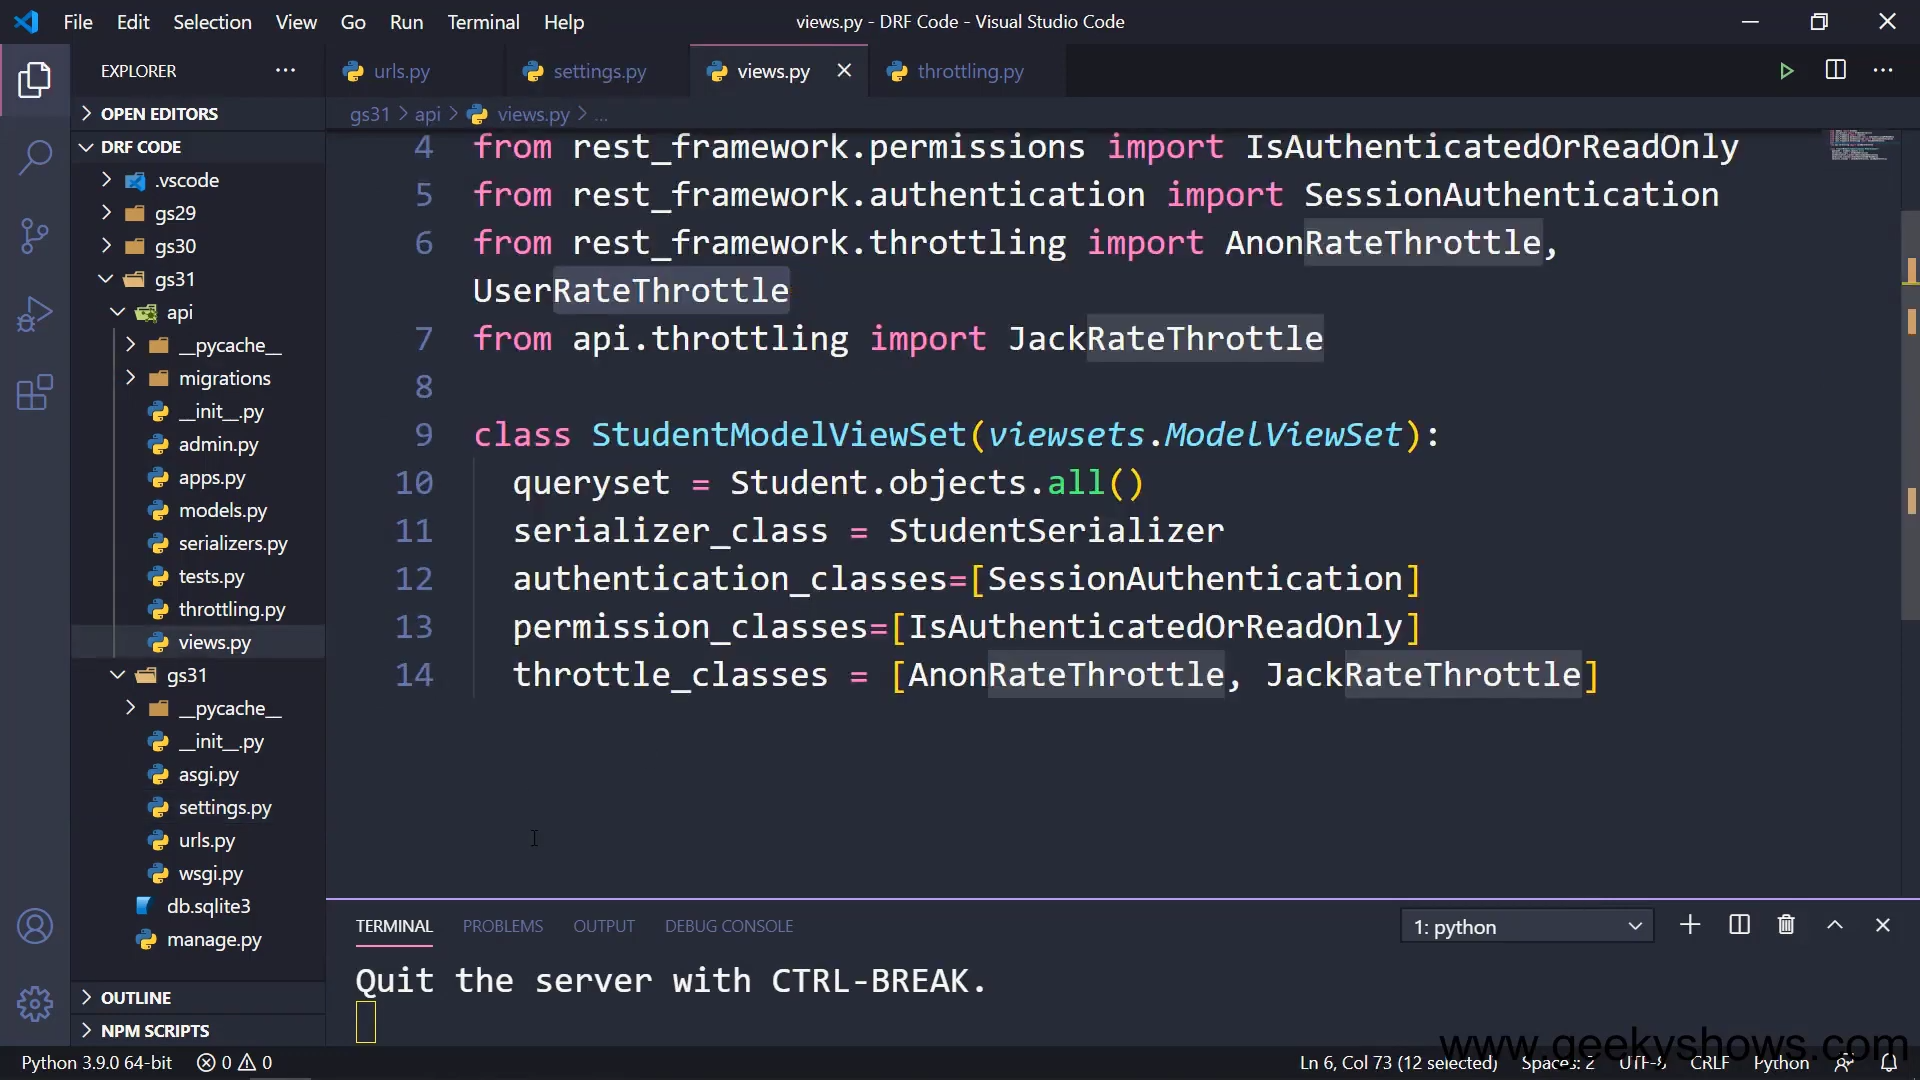 File Edit Selection View Go Run Terminal Help
views.py - DRF Code - Visual Studio Code
EXPLORER
OPEN EDITORS
DRF CODE
.vscode
gs29
gs30
gs31
api
__pycache__
migrations
__init__.py
admin.py
apps.py
models.py
serializers.py
tests.py
throttling.py
views.py
gs31
__pycache__
__init__.py
asgi.py
settings.py
urls.py
wsgi.py
db.sqlite3
manage.py
OUTLINE
NPM SCRIPTS
urls.py settings.py views.py throttling.py
gs31 > api > views.py > ...
4 from rest_framework.permissions import IsAuthenticatedOrReadOnly
5 from rest_framework.authentication import SessionAuthentication
6 from rest_framework.throttling import AnonRateThrottle,
UserRateThrottle
7 from api.throttling import JackRateThrottle
8
9 class StudentModelViewSet(viewsets.ModelViewSet):
10 queryset = Student.objects.all()
11 serializer_class = StudentSerializer
12 authentication_classes=[SessionAuthentication]
13 permission_classes=[IsAuthenticatedOrReadOnly]
14 throttle_classes = [AnonRateThrottle, JackRateThrottle]
TERMINAL PROBLEMS OUTPUT DEBUG CONSOLE
1: python
Quit the server with CTRL-BREAK.
www.geekyshows.com
Python 3.9.0 64-bit 0 0
Ln 6, Col 73 (12 selected) Spaces: 2 UTF-8 CRLF Python